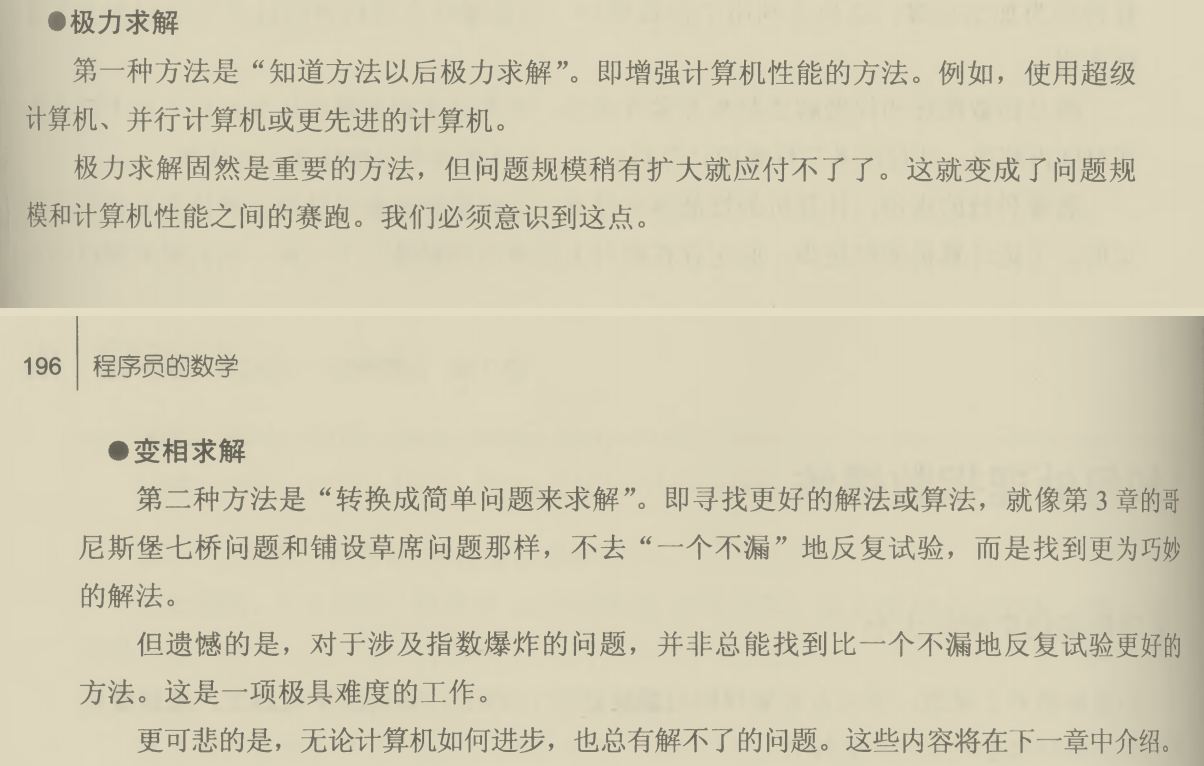 ●极力求解
第一种方法是“知道方法以后极力求解”。即增强计算机性能的方法。例如，使用超级
计算机、并行计算机或更先进的计算机。
极力求解固然是重要的方法，但问题规模稍有扩大就应付不了了。这就变成了问题规
模和计算机性能之间的赛跑。我们必须意识到这点。
196 程序员的数学
●变相求解
第二种方法是“转换成简单问题来求解”。即寻找更好的解法或算法，就像第 3 章的哥
尼斯堡七桥问题和铺设草席问题那样，不去“一个不漏”地反复试验，而是找到更为巧妙
的解法。
但遗憾的是，对于涉及指数爆炸的问题，并非总能找到比一个不漏地反复试验更好的
方法。这是一项极具难度的工作。
更可悲的是，无论计算机如何进步，也总有解不了的问题。这些内容将在下一章中介绍。